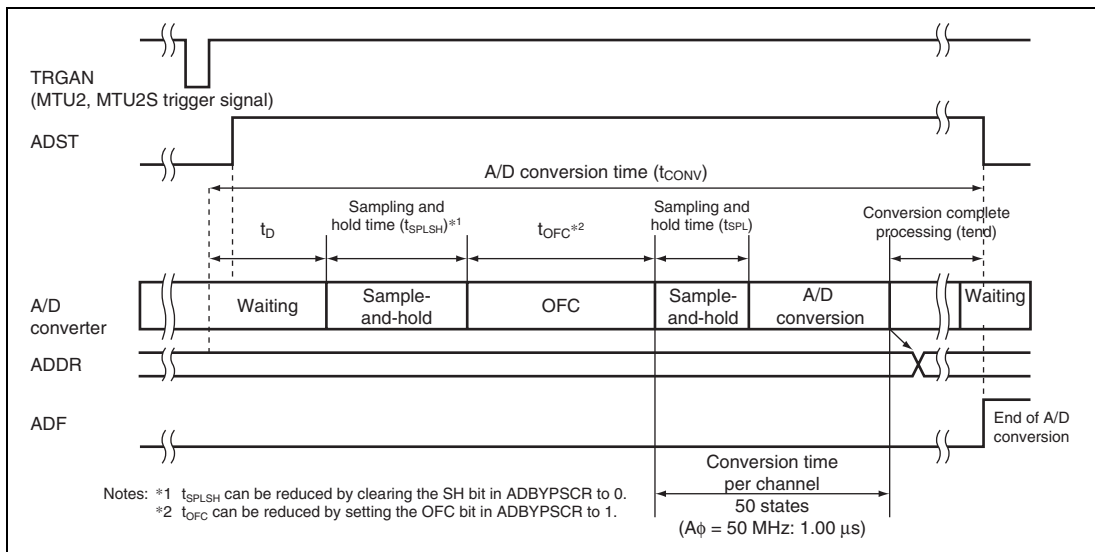 TRGAN
(MTU2, MTU2S trigger signal)
ADST
A/D conversion time (tCONV)
tD
Sampling and
hold time (tSPLSH)*1
tOFC*2
Sampling and
hold time (tSPL)
Conversion complete
processing (tend)
A/D
converter
Waiting
Sample-
and-hold
OFC
Sample-
and-hold
A/D
conversion
Waiting
ADDR
ADF
End of A/D
conversion
Conversion time
per channel
50 states
(Aϕ = 50 MHz: 1.00 μs)
Notes: *1 tSPLSH can be reduced by clearing the SH bit in ADBYPSCR to 0.
*2 tOFC can be reduced by setting the OFC bit in ADBYPSCR to 1.